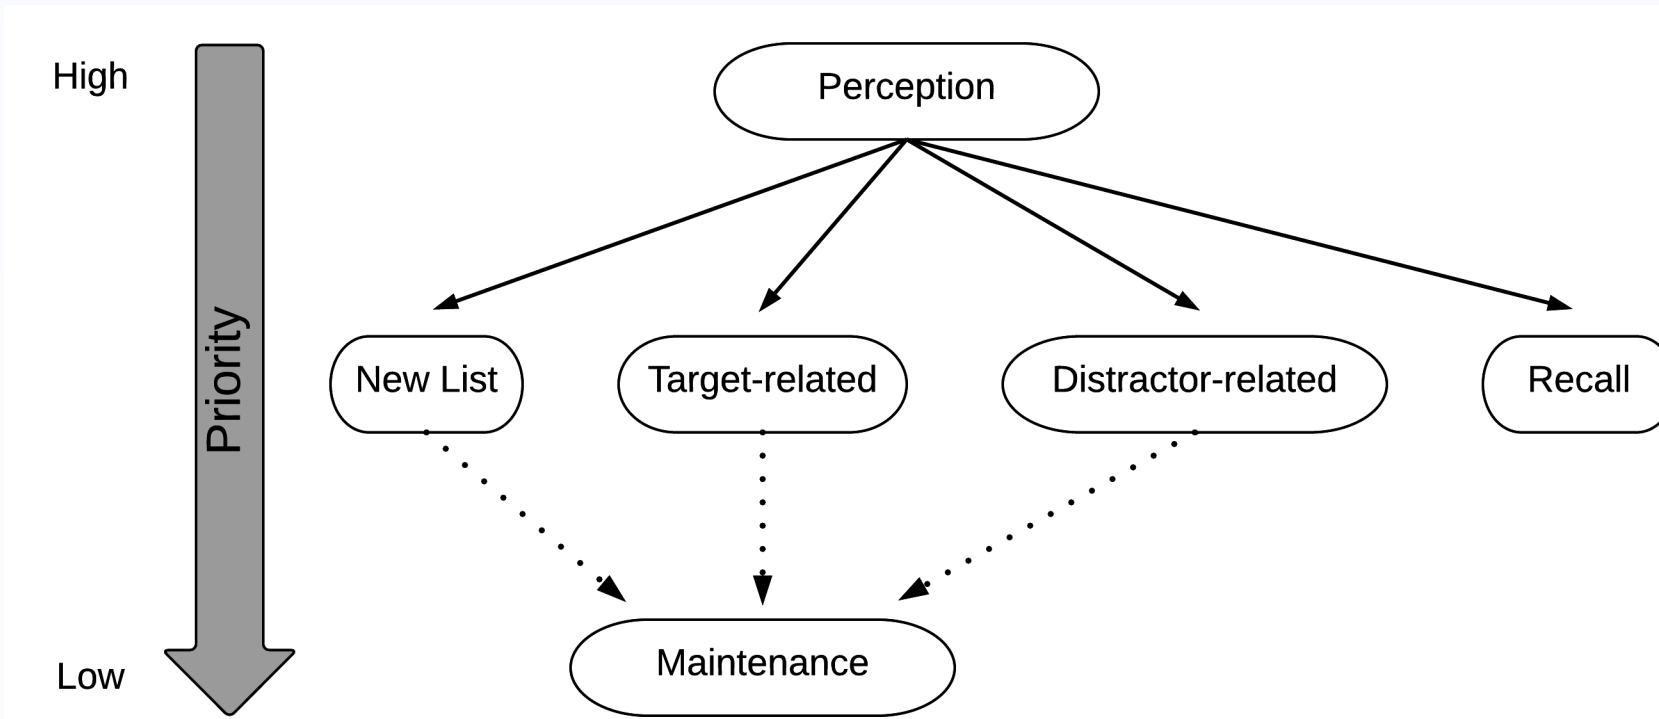 High
Perception
Priority
New List
Target-related
Distractor-related
Recall
Low
Maintenance